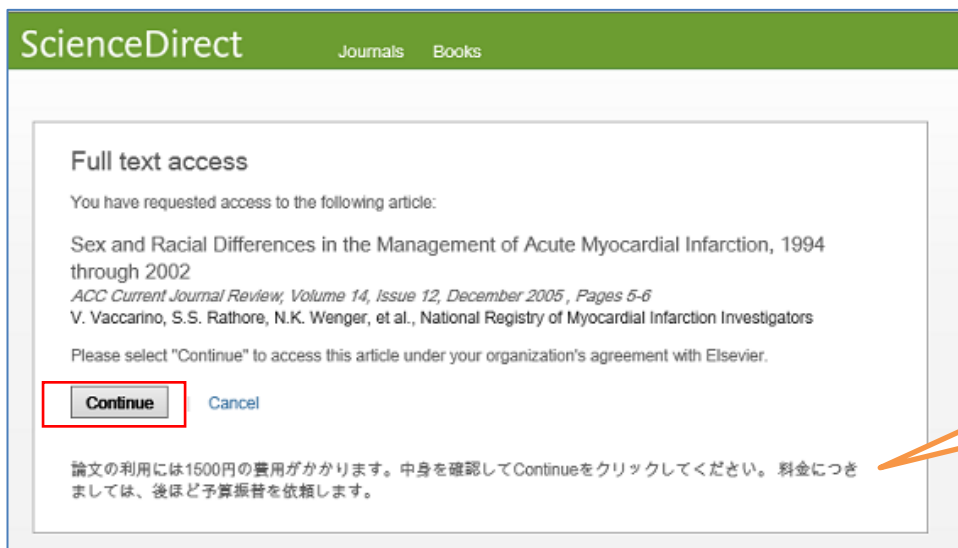 ScienceDirect Journals Books
Full text access
You have requested access to the following article:
Sex and Racial Differences in the Management of Acute Myocardial Infarction, 1994
through 2002
ACC Current Journal Review, Volume 14, Issue 12, December 2005 , Pages 5-6
V. Vaccarino, S.S. Rathore, N.K. Wenger, et al., National Registry of Myocardial Infarction Investigators
Please select "Continue" to access this article under your organization's agreement with Elsevier.
Continue Cancel
論文の利用には1500円の費用がかかります。中身を確認してContinueをクリックしてください。 料金につき
ましては、後ほど予算振替を依頼します。